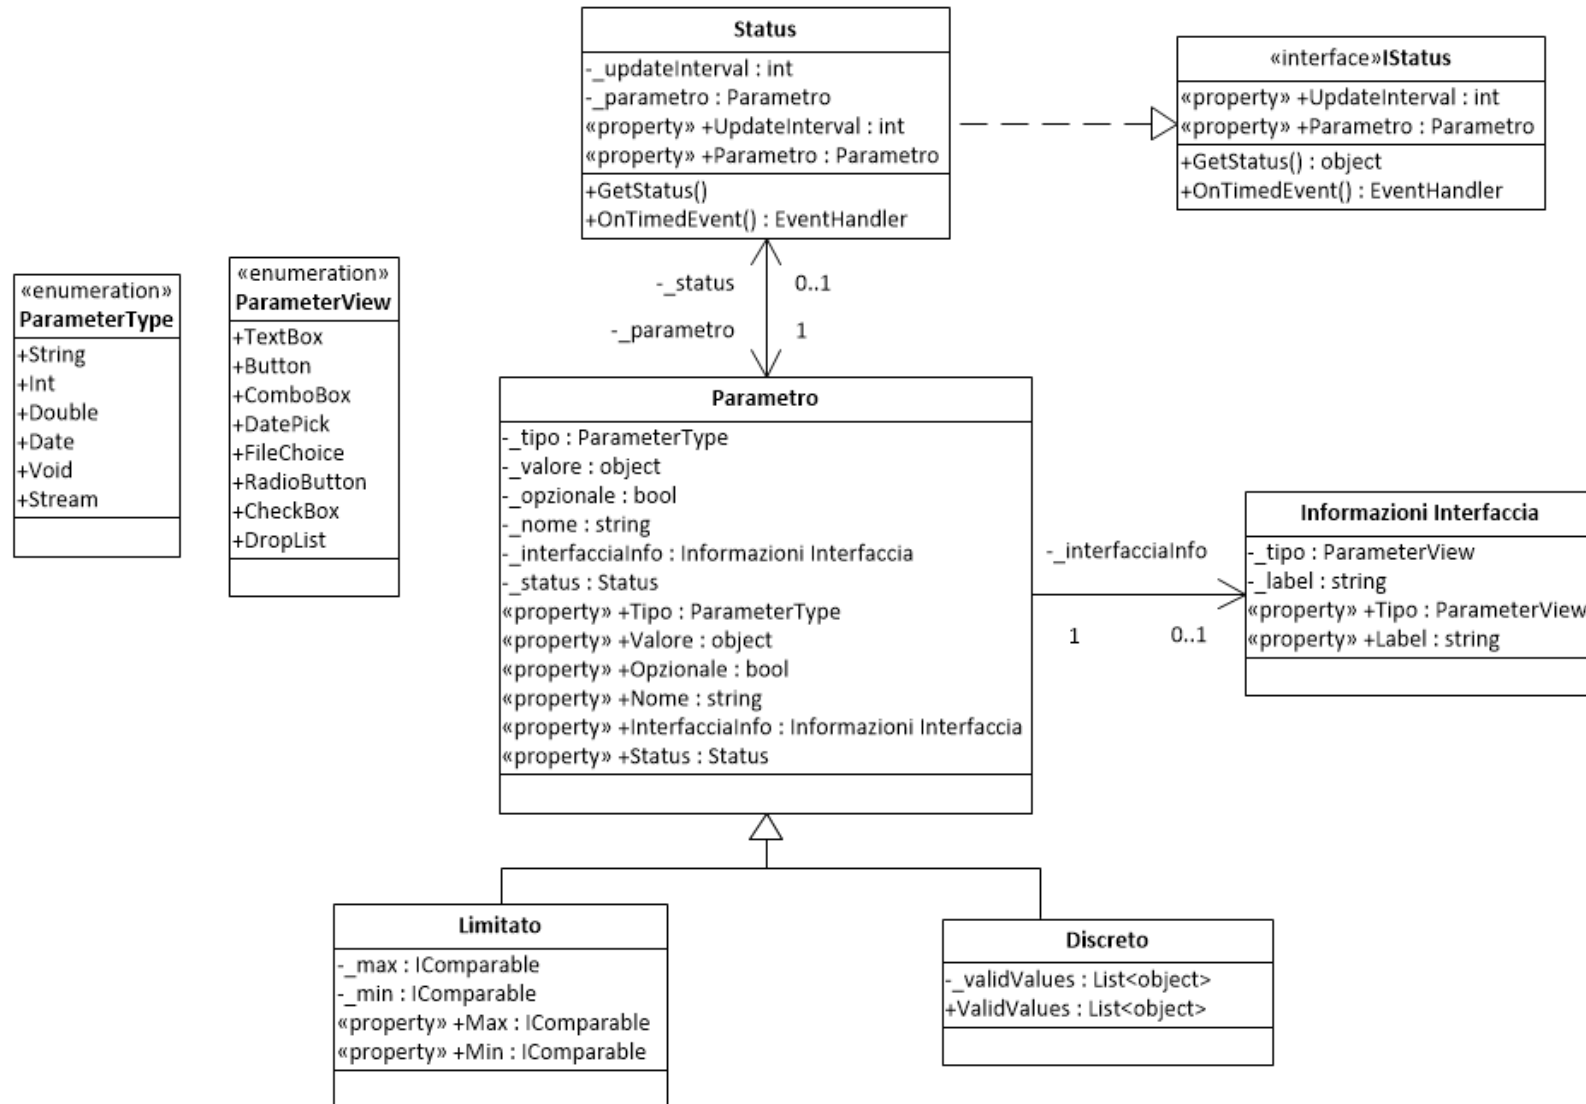 Status
-_updateInterval : int
-_parametro : Parametro
«property» +UpdateInterval : int
«property» +Parametro : Parametro
+GetStatus()
+OnTimedEvent() : EventHandler
«interface»IStatus
«property» +UpdateInterval : int
«property» +Parametro : Parametro
+GetStatus() : object
+OnTimedEvent() : EventHandler
«enumeration»
ParameterType
+String
+Int
+Double
+Date
+Void
+Stream
«enumeration»
ParameterView
+TextBox
+Button
+ComboBox
+DatePick
+FileChoice
+RadioButton
+CheckBox
+DropList
-_status 0..1
-_parametro 1
Parametro
-_tipo : ParameterType
-_valore : object
-_opzionale : bool
-_nome : string
-_interfacciaInfo : Informazioni Interfaccia
-_status : Status
«property» +Tipo : ParameterType
«property» +Valore : object
«property» +Opzionale : bool
«property» +Nome : string
«property» +InterfacciaInfo : Informazioni Interfaccia
«property» +Status : Status
-_interfacciaInfo
1 0..1
Informazioni Interfaccia
-_tipo : ParameterView
-_label : string
«property» +Tipo : ParameterView
«property» +Label : string
Limitato
-_max : IComparable
-_min : IComparable
«property» +Max : IComparable
«property» +Min : IComparable
Discreto
-_validValues : List<object>
+ValidValues : List<object>